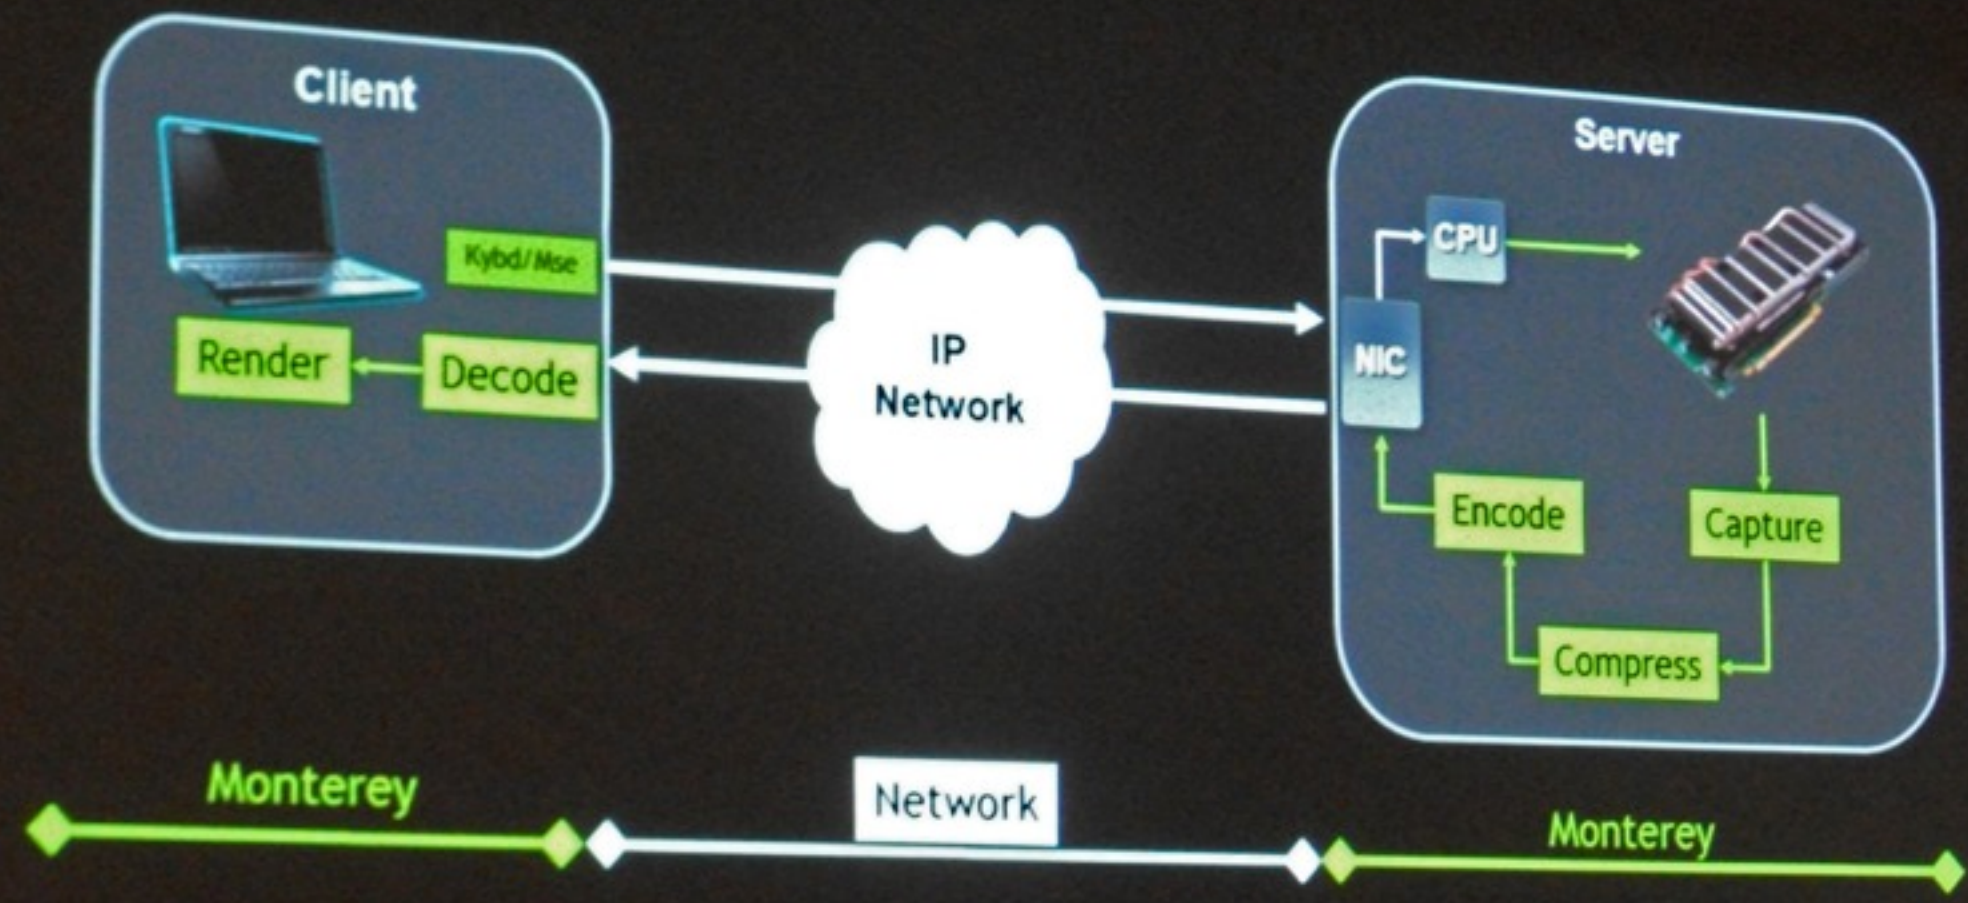 Client
Kybd/Mse
Render
Decode
IP
Network
Server
CPU
NIC
Encode
Capture
Compress
Monterey
Network
Monterey